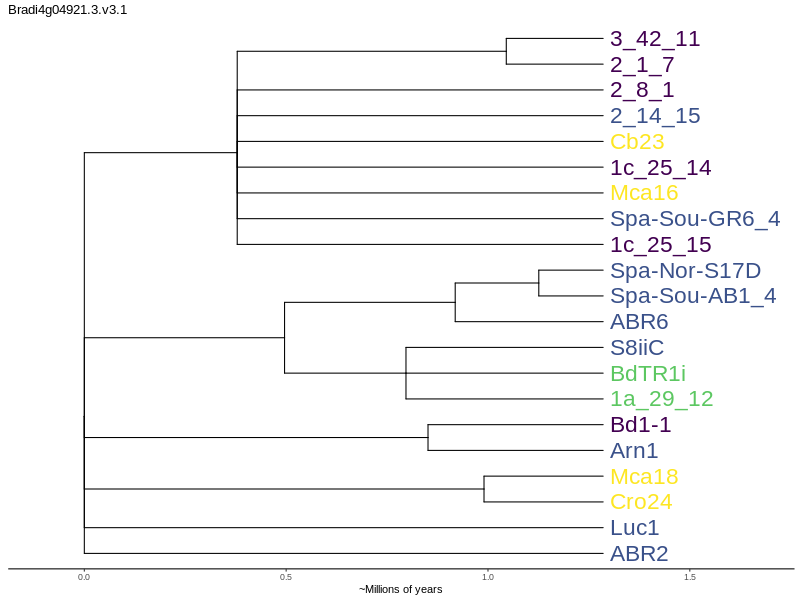 Bradi4g04921.3.v3.1
3_42_11
2_1_7
2_8_1
2_14_15
Cb23
1c_25_14
Mca16
Spa-Sou-GR6_4
1c_25_15
Spa-Nor-S17D
Spa-Sou-AB1_4
ABR6
S8iiC
BdTR1i
1a_29_12
Bd1-1
Arn1
Mca18
Cro24
Luc1
ABR2
0.0 0.5 1.0 1.5
~Millions of years